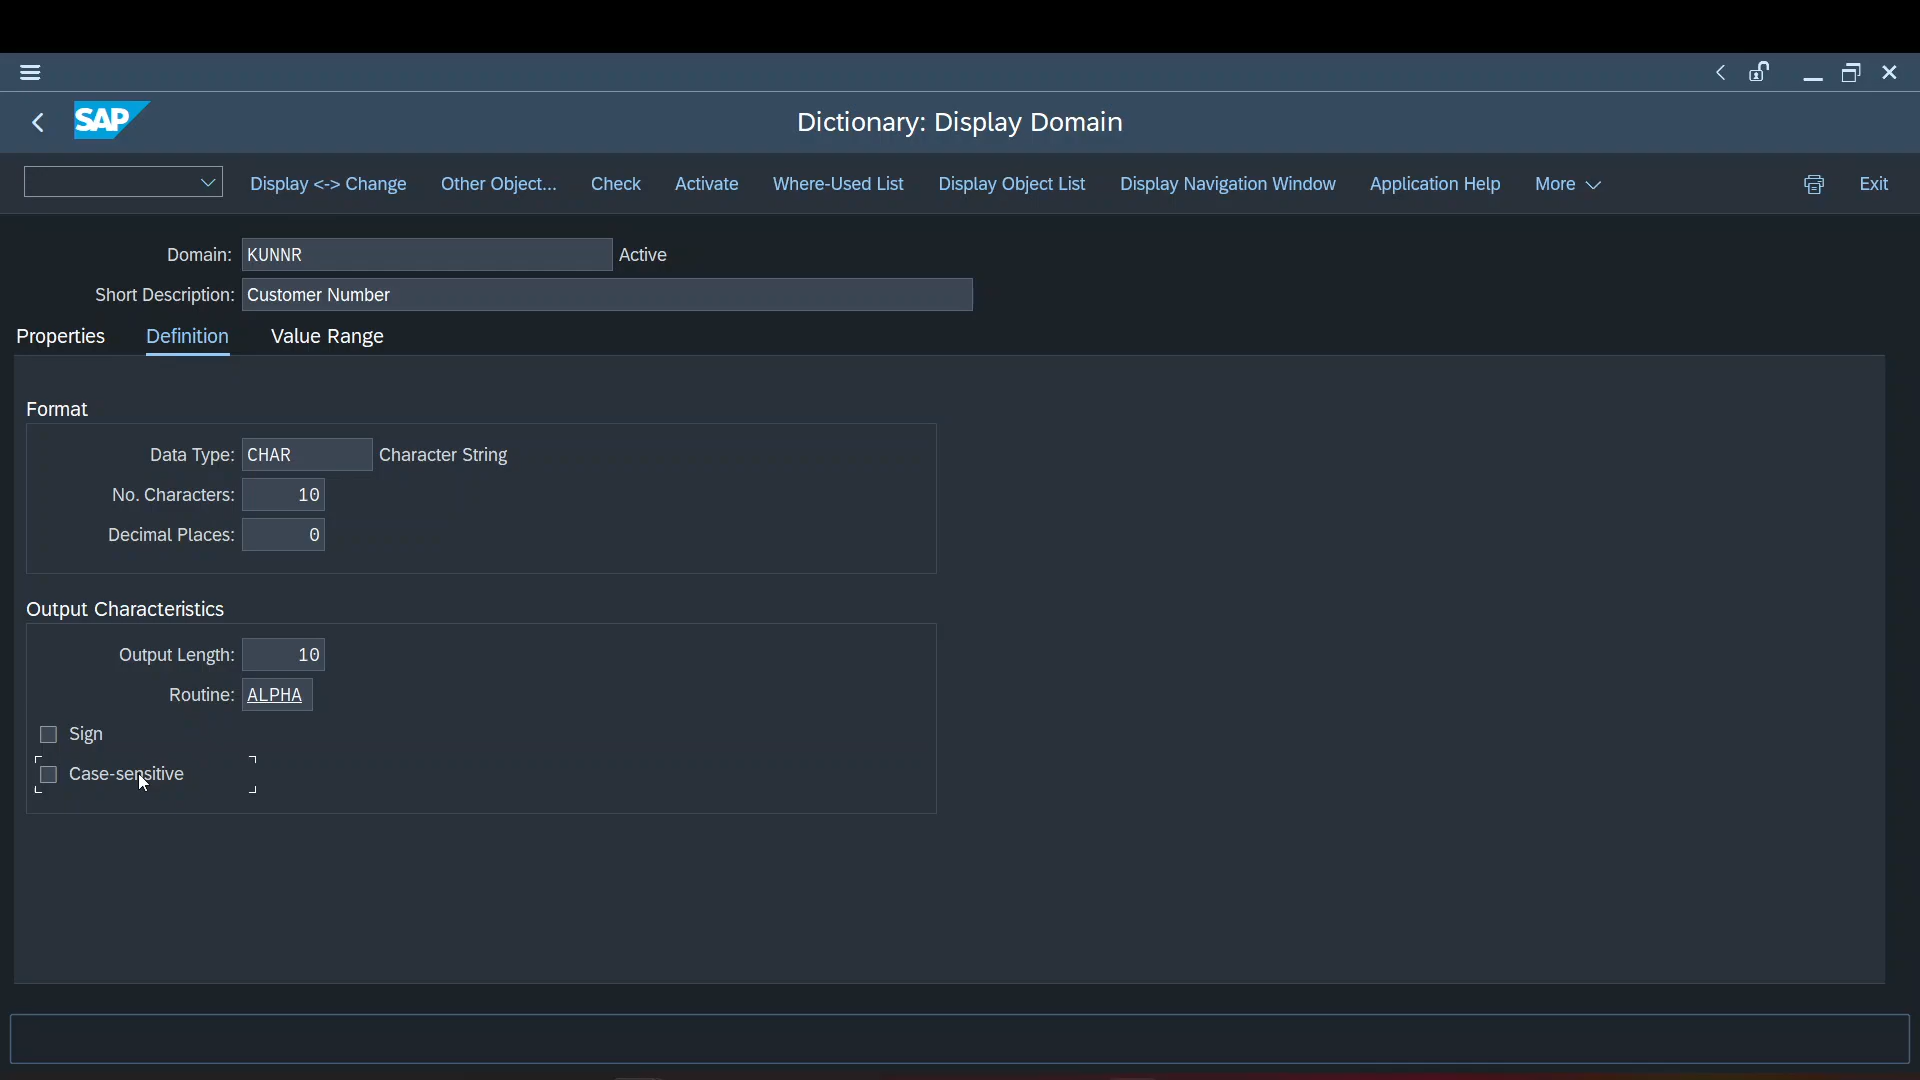 SAP
Dictionary: Display Domain
Display <-> Change Other Object... Check Activate Where-Used List Display Object List Display Navigation Window Application Help More Exit
Domain: KUNNR Active
Short Description: Customer Number
Properties Definition Value Range
Format
Data Type: CHAR Character String
No. Characters: 10
Decimal Places: 0
Output Characteristics
Output Length: 10
Routine: ALPHA
Sign
Case-sensitive